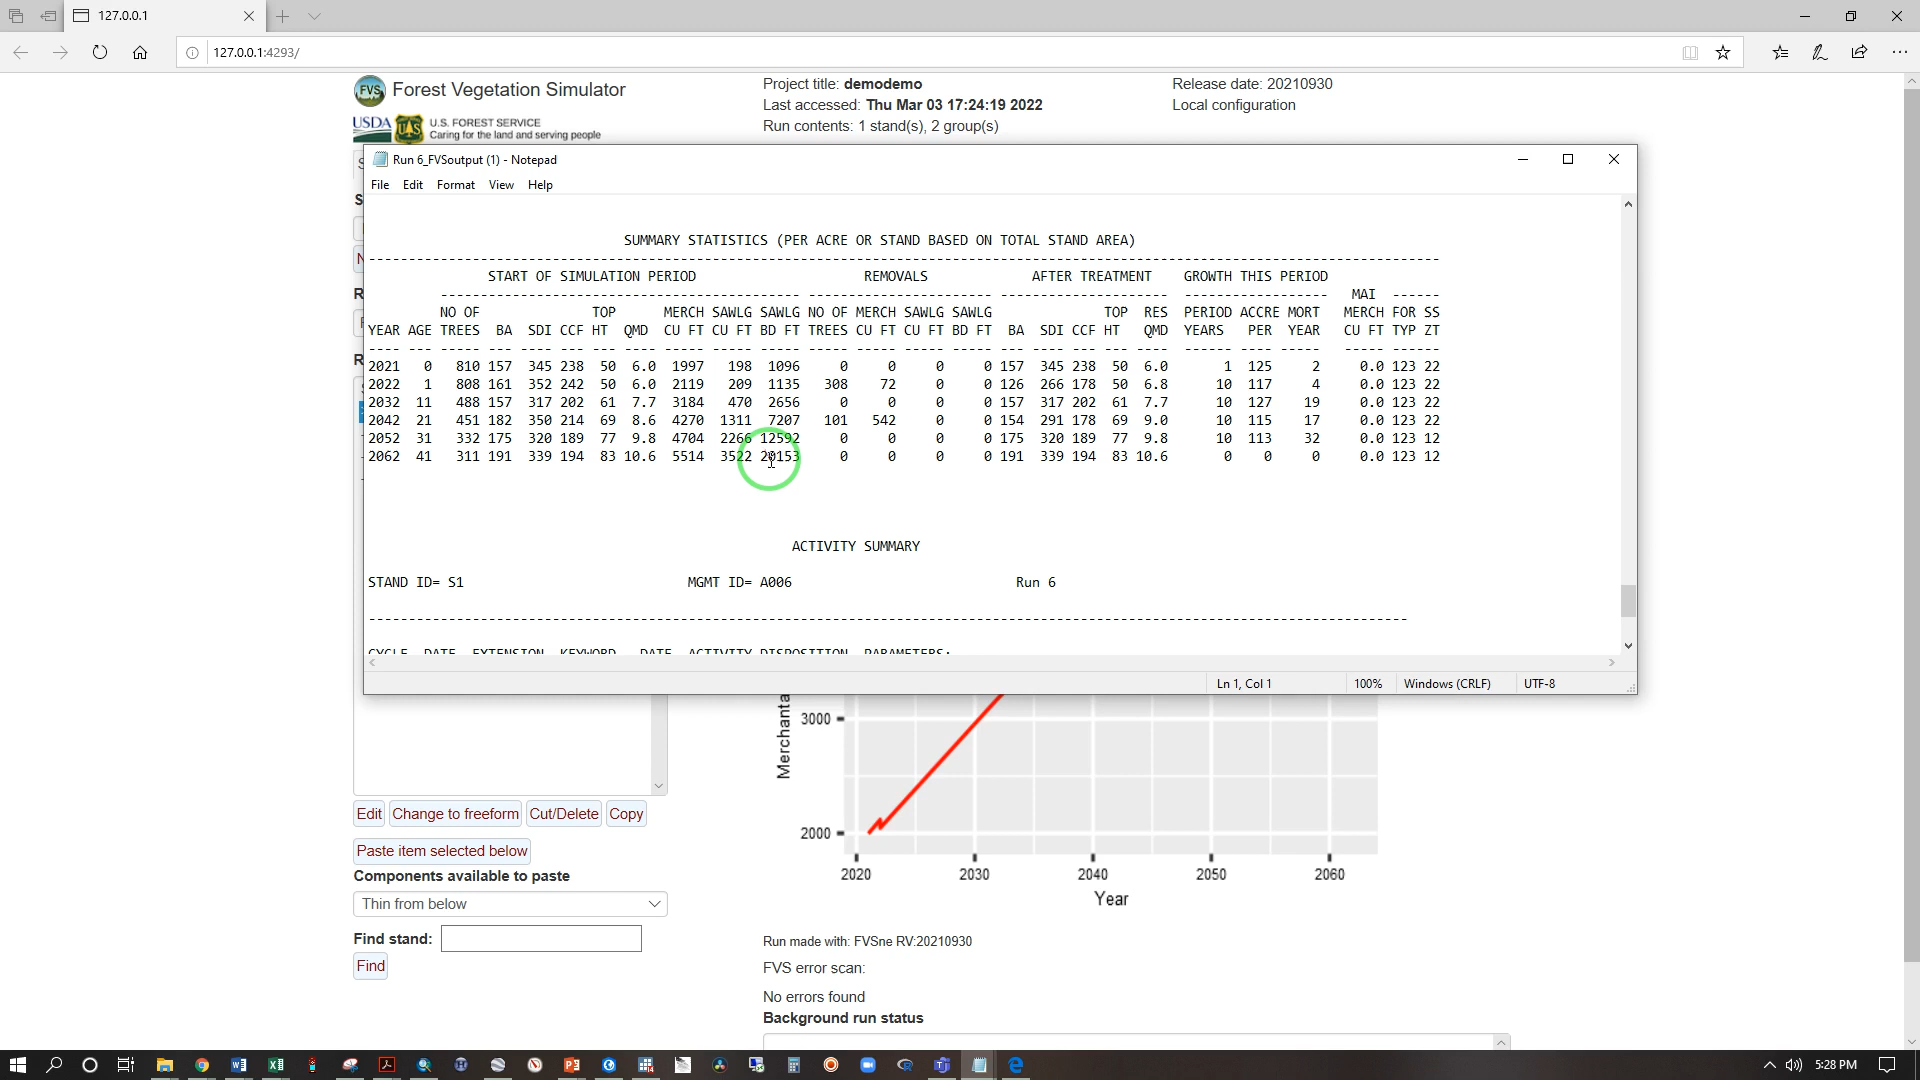 127.0.0.1
127.0.0.1:4293/
FVS Forest Vegetation Simulator
USDA UAS U.S. FOREST SERVICE
Caring for the land and serving people
Project title: demodemo
Last accessed: Thu Mar 03 17:24:19 2022
Run contents: 1 stand(s), 2 group(s)
Release date: 20210930
Local configuration
Run 6_FVSoutput (1) - Notepad
File Edit Format View Help
SUMMARY STATISTICS (PER ACRE OR STAND BASED ON TOTAL STAND AREA)
START OF SIMULATION PERIOD REMOVALS AFTER TREATMENT GROWTH THIS PERIOD
MAI
NO OF TOP MERCH SAWLG SAWLG NO OF MERCH SAWLG SAWLG TOP RES PERIOD ACCRE MORT MERCH FOR SS
YEAR AGE TREES BA SDI CCF HT QMD CU FT CU FT BD FT TREES CU FT CU FT BD FT BA SDI CCF HT QMD YEARS PER YEAR CU FT TYP ZT
2021 0 810 157 345 238 50 6.0 1997 198 1096 0 0 0 0 157 345 238 50 6.0 1 125 2 0.0 123 22
2022 1 808 161 352 242 50 6.0 2119 209 1135 308 72 0 0 126 266 178 50 6.8 10 117 4 0.0 123 22
2032 11 488 157 317 202 61 7.7 3184 470 2656 0 0 0 0 157 317 202 61 7.7 10 127 19 0.0 123 22
2042 21 451 182 350 214 69 8.6 4270 1311 7207 101 542 0 0 154 291 178 69 9.0 10 115 17 0.0 123 22
2052 31 332 175 320 189 77 9.8 4704 2266 12592 0 0 0 0 175 320 189 77 9.8 10 113 32 0.0 123 12
2062 41 311 191 339 194 83 10.6 5514 3522 20153 0 0 0 0 191 339 194 83 10.6 0 0 0 0.0 123 12
ACTIVITY SUMMARY
STAND ID= S1 MGMT ID= A006 Run 6
CYCLE DATE EXTENSION KEYWORD DATE ACTIVITY DISPOSITION PARAMETERS:
Ln 1, Col 1 100% Windows (CRLF) UTF-8
Merchanta
3000
2000
2020 2030 2040 2050 2060
Year
Edit Change to freeform Cut/Delete Copy
Paste item selected below
Components available to paste
Thin from below
Find stand:
Find
Run made with: FVSne RV:20210930
FVS error scan:
No errors found
Background run status
5:28 PM